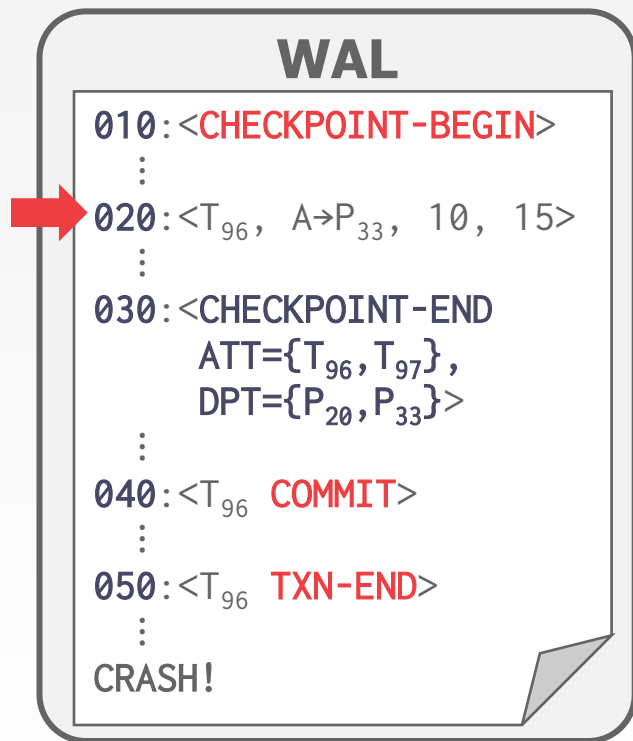 WAL
010:<CHECKPOINT-BEGIN>
⋮
020:<T₉₆, A→P₃₃, 10, 15>
⋮
030:<CHECKPOINT-END
ATT={T₉₆,T₉₇},
DPT={P₂₀,P₃₃}>
⋮
040:<T₉₆ COMMIT>
⋮
050:<T₉₆ TXN-END>
⋮
CRASH!